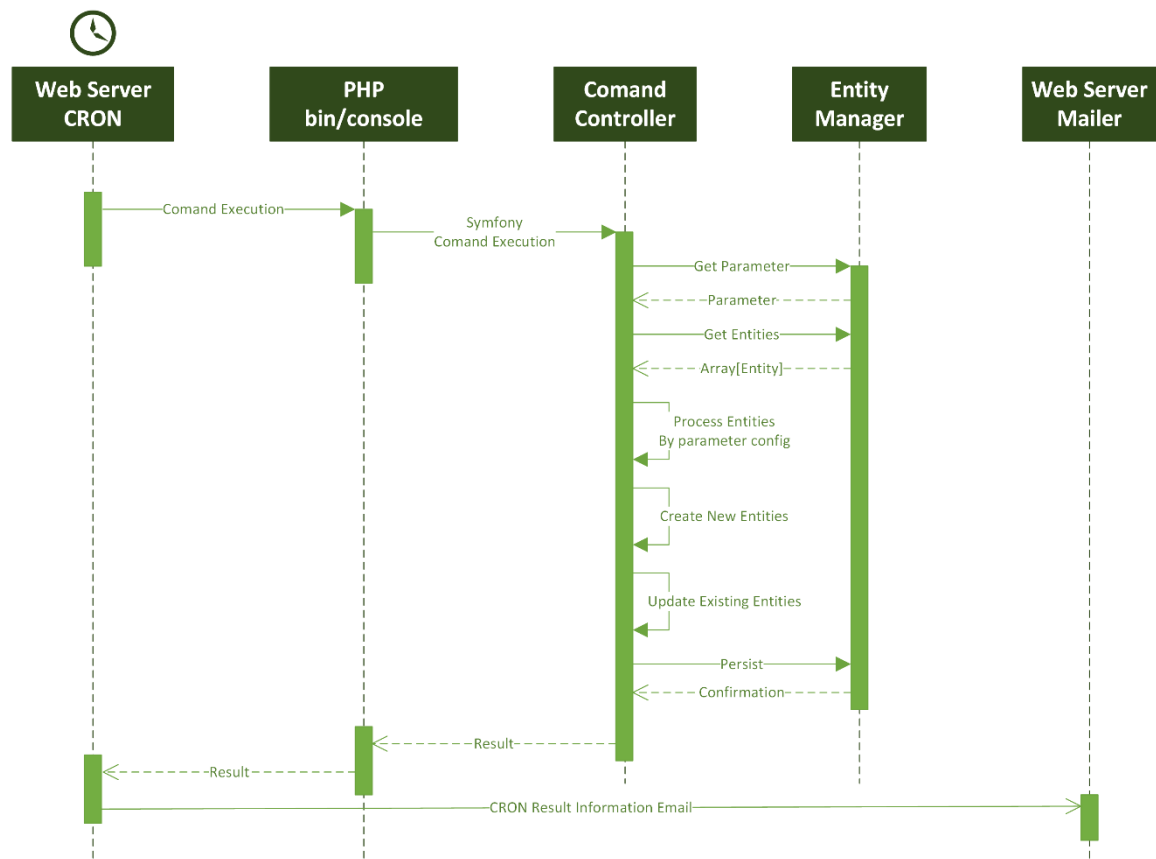 Web Server
CRON
PHP
bin/console
Comand
Controller
Entity
Manager
Web Server
Mailer
Comand Execution
Symfony
Comand Execution
Get Parameter
Parameter
Get Entities
Array[Entity]
Process Entities
By parameter config
Create New Entities
Update Existing Entities
Persist
Confirmation
Result
Result
CRON Result Information Email